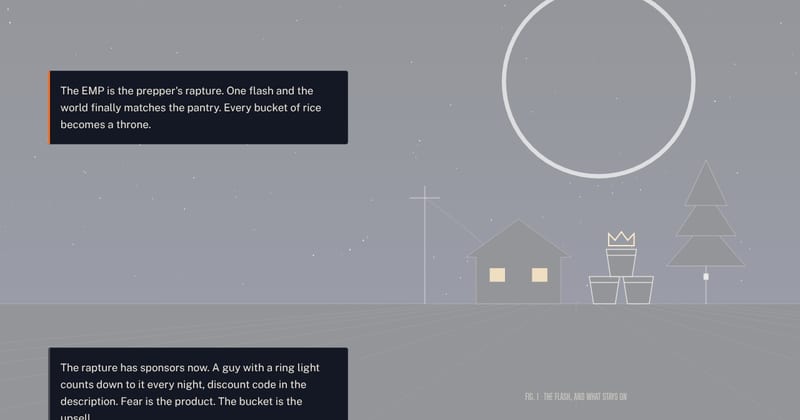 The EMP is the prepper's rapture. One flash and the
world finally matches the pantry. Every bucket of rice
becomes a throne.
The rapture has sponsors now. A guy with a ring light
counts down to it every night, discount code in the
description. Fear is the product. The bucket is the
upsell.
FIG. 1 THE FLASH, AND WHAT STAYS ON